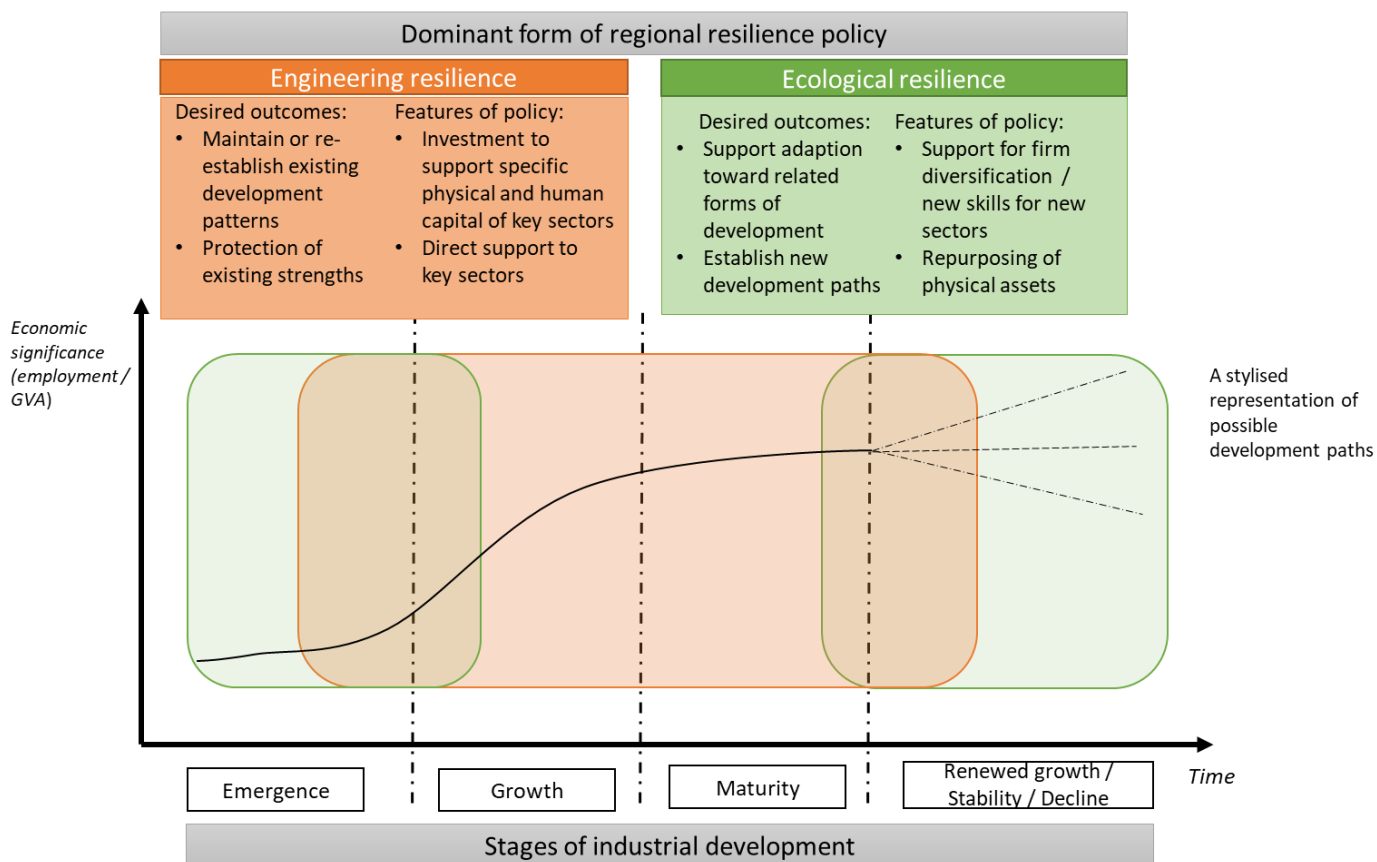 Dominant form of regional resilience policy
Engineering resilience
Desired outcomes:
• Maintain or re-
establish existing
development
patterns
• Protection of
existing strengths
Features of policy:
• Investment to
support specific
physical and human
capital of key sectors
• Direct support to
key sectors
Ecological resilience
Desired outcomes:
• Support adaption
toward related
forms of
development
• Establish new
development paths
Features of policy:
• Support for firm
diversification /
new skills for new
sectors
• Repurposing of
physical assets
Economic
significance
(employment /
GVA)
A stylised
representation of
possible
development paths
Emergence
Growth
Maturity
Renewed growth /
Stability / Decline
Time
Stages of industrial development